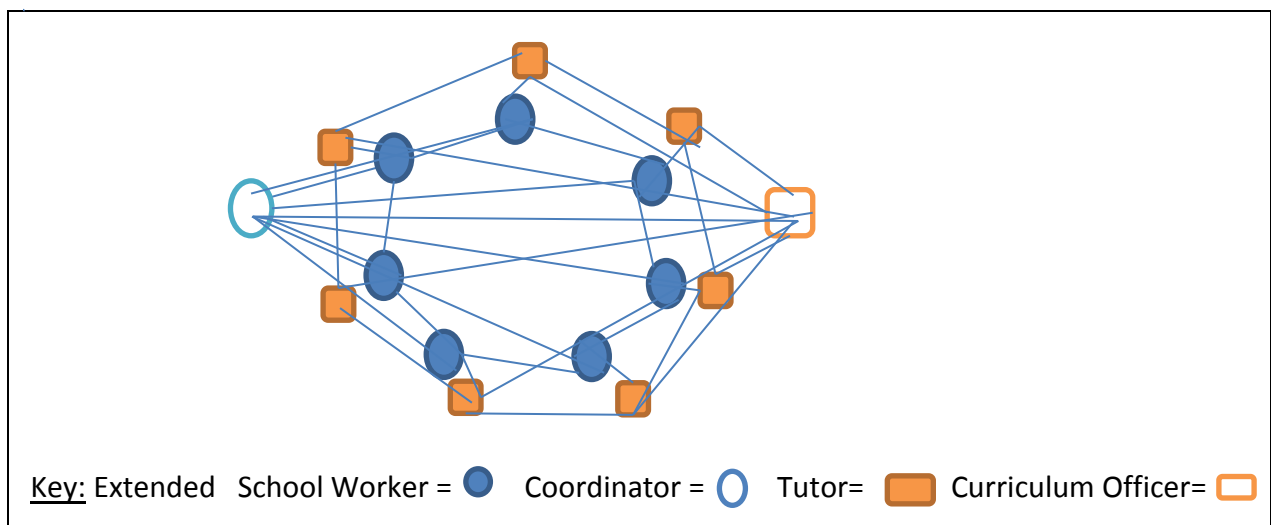 Key: Extended School Worker = Coordinator = Tutor= Curriculum Officer=